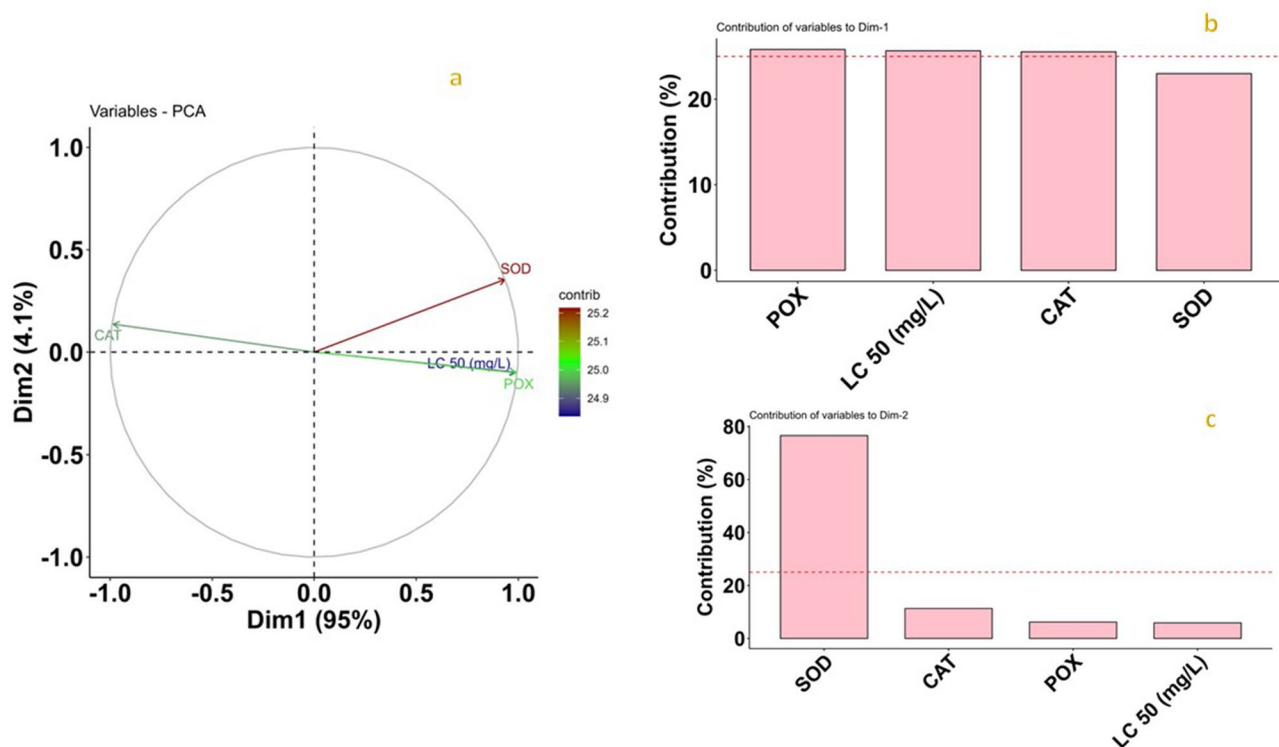 a
Variables - PCA
1.0
0.5
0.0
-0.5
-1.0
Dim2 (4.1%)
SOD
CAT
LC 50 (mg/L)
POX
-1.0 -0.5 0.0 0.5 1.0
Dim1 (95%)
contrib
25.2
25.1
25.0
24.9
b
Contribution of variables to Dim-1
Contribution (%)
20
10
0
POX LC 50 (mg/L) CAT SOD
c
Contribution of variables to Dim-2
Contribution (%)
80
60
40
20
0
SOD CAT POX LC 50 (mg/L)